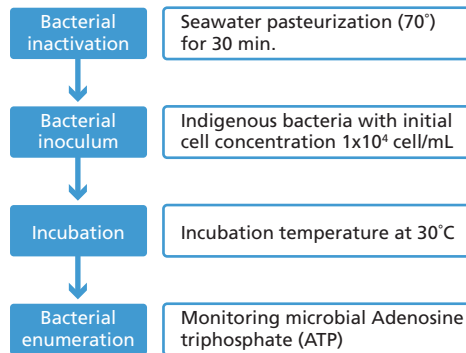 Bacterial
inactivation
Seawater pasteurization (70°)
for 30 min.
Bacterial
inoculum
Indigenous bacteria with initial
cell concentration 1x10⁴ cell/mL
Incubation
Incubation temperature at 30°C
Bacterial
enumeration
Monitoring microbial Adenosine
triphosphate (ATP)